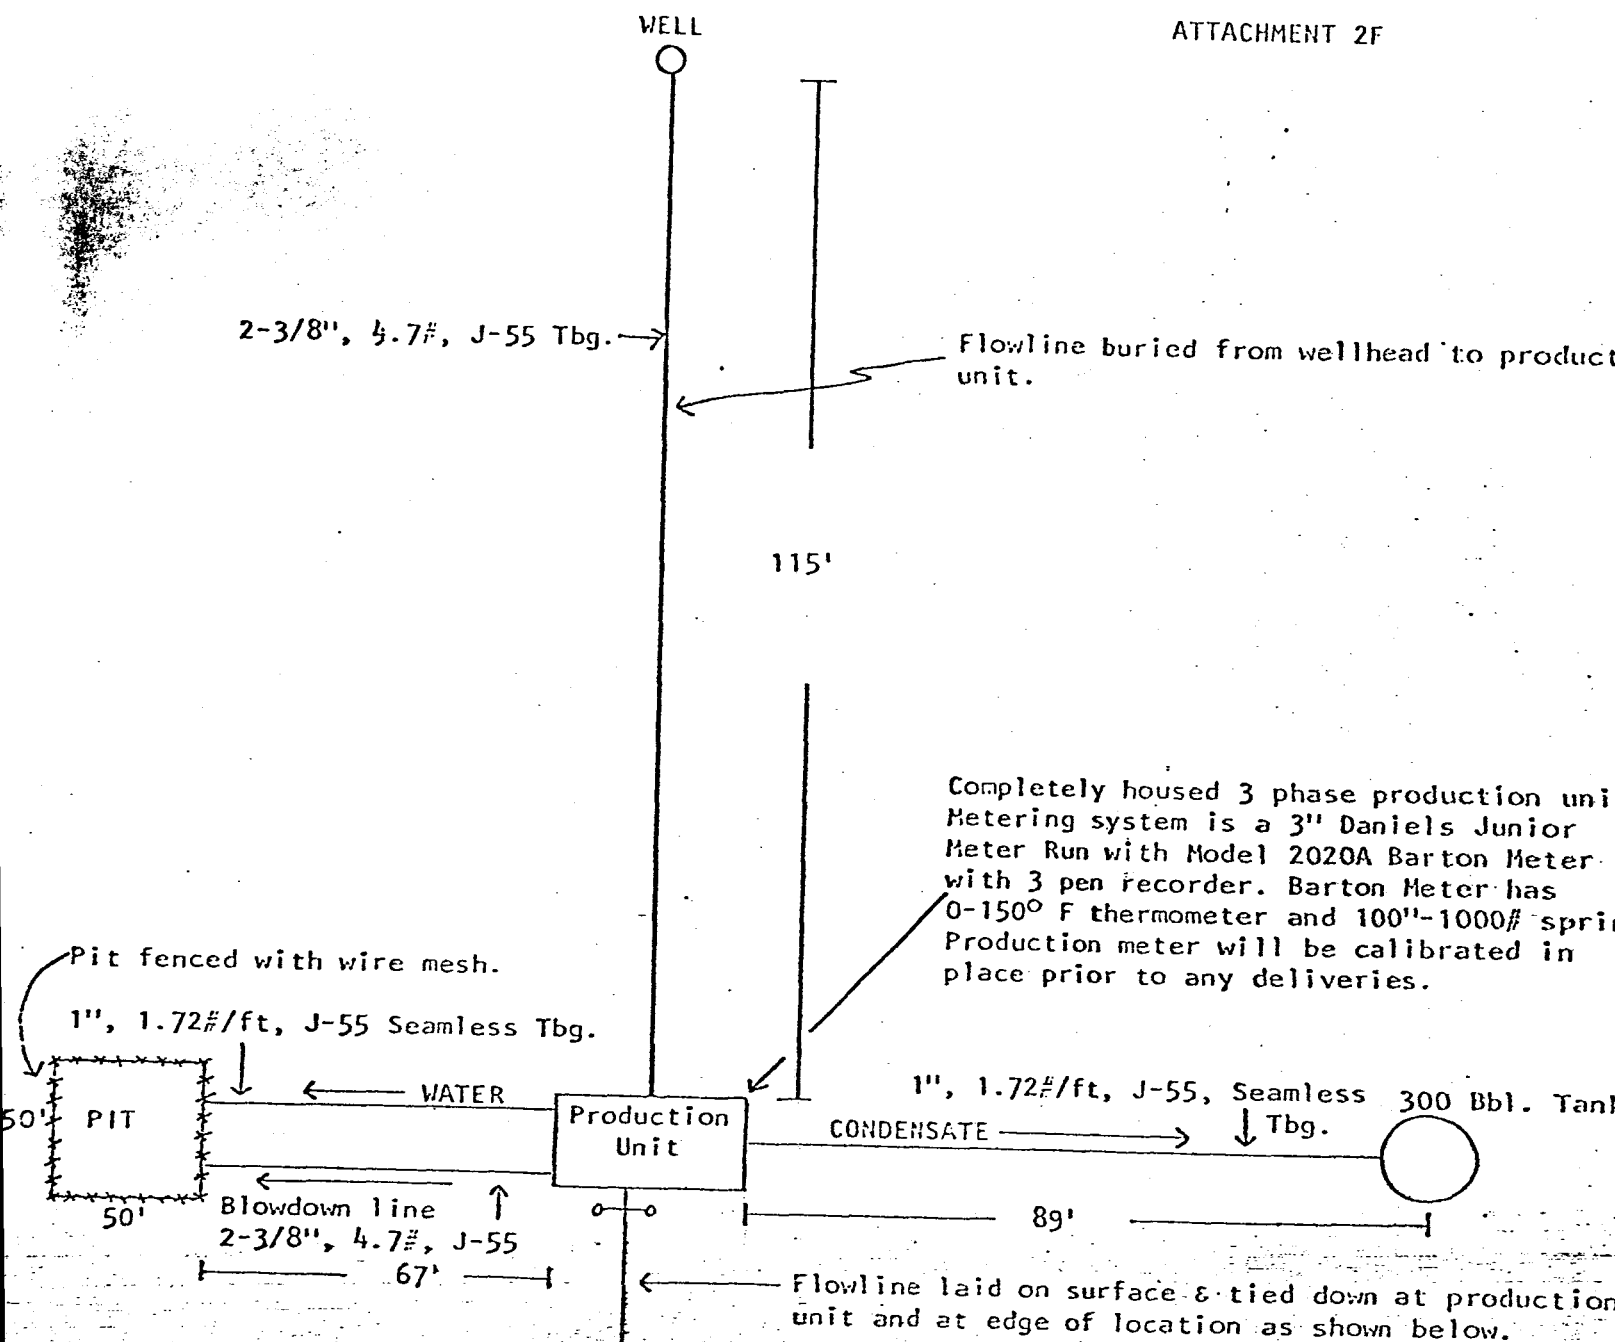 WELL
ATTACHMENT 2F
2-3/8", 4.7#, J-55 Tbg.
Flowline buried from wellhead to product
unit.
115'
Completely housed 3 phase production uni
Metering system is a 3" Daniels Junior
Meter Run with Model 2020A Barton Meter
with 3 pen recorder. Barton Meter has
0-150° F thermometer and 100"-1000# sprin
Production meter will be calibrated in
place prior to any deliveries.
Pit fenced with wire mesh.
1", 1.72#/ft, J-55 Seamless Tbg.
WATER
50'
PIT
Production
Unit
1", 1.72#/ft, J-55, Seamless
Tbg.
300 Bbl. Tank
CONDENSATE
50'
Blowdown line
2-3/8", 4.7#, J-55
67'
89'
Flowline laid on surface & tied down at production
unit and at edge of location as shown below.